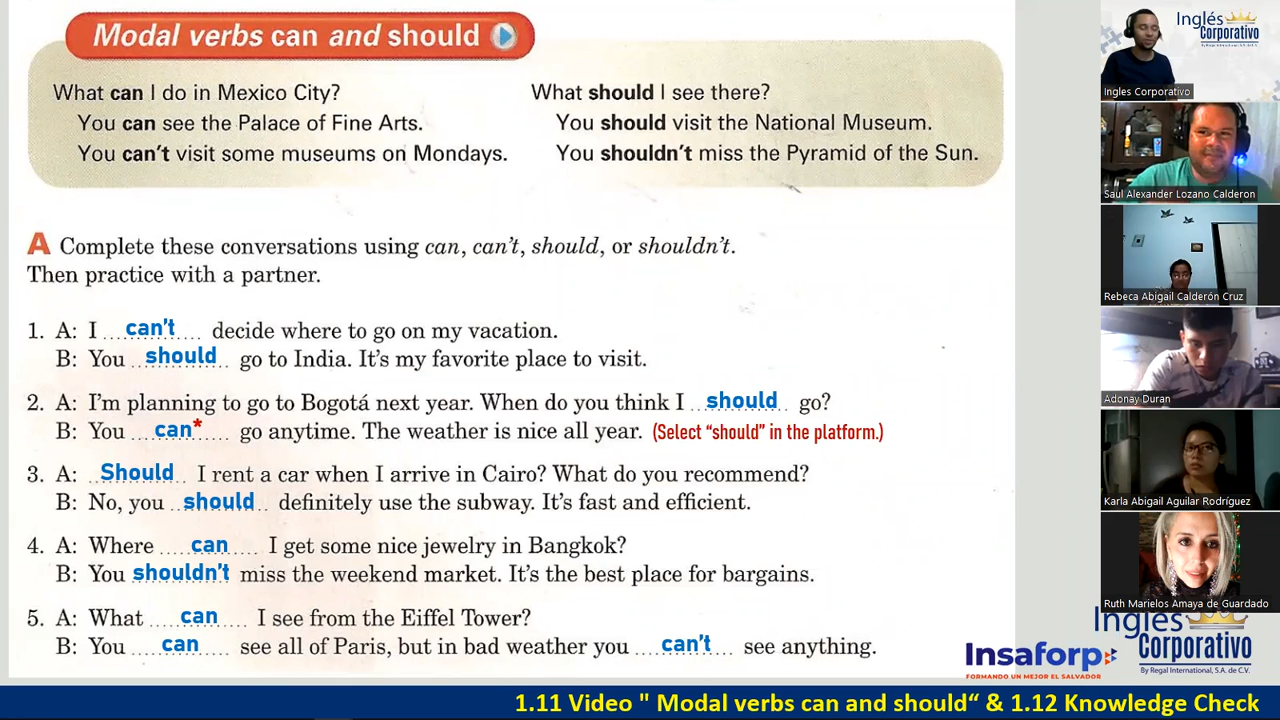 Modal verbs can and should
What can I do in Mexico City?
You can see the Palace of Fine Arts.
You can't visit some museums on Mondays.
What should I see there?
You should visit the National Museum.
You shouldn't miss the Pyramid of the Sun.
A Complete these conversations using can, can't, should, or shouldn't.
Then practice with a partner.
1. A: I can't decide where to go on my vacation.
B: You should go to India. It's my favorite place to visit.
2. A: I'm planning to go to Bogotá next year. When do you think I should go?
B: You can* go anytime. The weather is nice all year. (Select "should" in the platform.)
3. A: Should I rent a car when I arrive in Cairo? What do you recommend?
B: No, you should definitely use the subway. It's fast and efficient.
4. A: Where can I get some nice jewelry in Bangkok?
B: You shouldn't miss the weekend market. It's the best place for bargains.
5. A: What can I see from the Eiffel Tower?
B: You can see all of Paris, but in bad weather you can't see anything.
Inglés
Corporativo
By Regal International, S.A. de C.V.
Ingles Corporativo
Saul Alexander Lozano Calderon
Rebeca Abigail Calderón Cruz
Adonay Duran
Karla Abigail Aguilar Rodríguez
Ruth Marielos Amaya de Guardado
Insaforp
FORMANDO UN MEJOR EL SALVADOR
Inglés
Corporativo
By Regal International, S.A. de C.V.
1.11 Video " Modal verbs can and should“ & 1.12 Knowledge Check